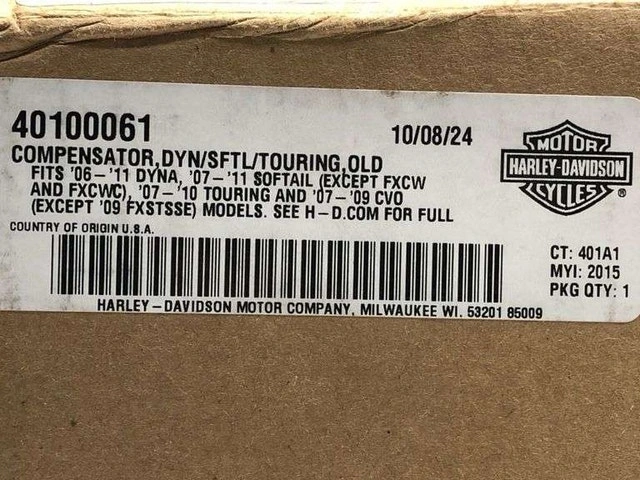 40100061 10/08/24
COMPENSATOR,DYN/SFTL/TOURING,OLD
FITS '06-'11 DYNA, '07-'11 SOFTAIL (EXCEPT FXCW
AND FXCWC), '07-'10 TOURING AND '07-'09 CVO
(EXCEPT '09 FXSTSSE) MODELS. SEE H-D.COM FOR FULL
COUNTRY OF ORIGIN U.S.A.
MOTOR
HARLEY-DAVIDSON
CYCLES
CT: 401A1
MYI: 2015
PKG QTY: 1
HARLEY-DAVIDSON MOTOR COMPANY, MILWAUKEE WI. 53201 85009